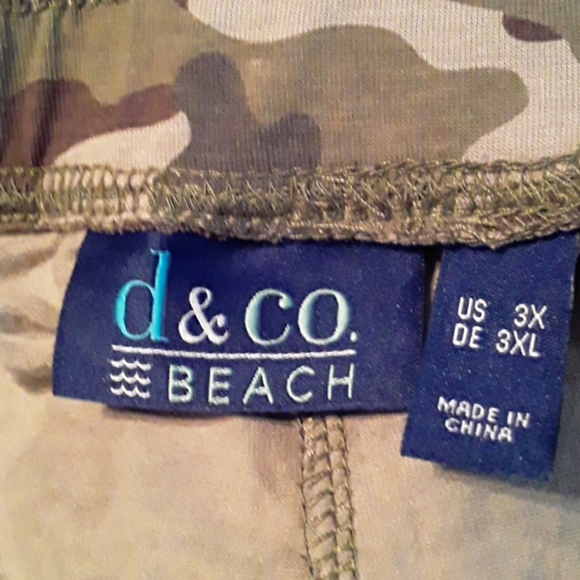 d & co.
BEACH
US 3X
DE 3XL
MADE IN
CHINA